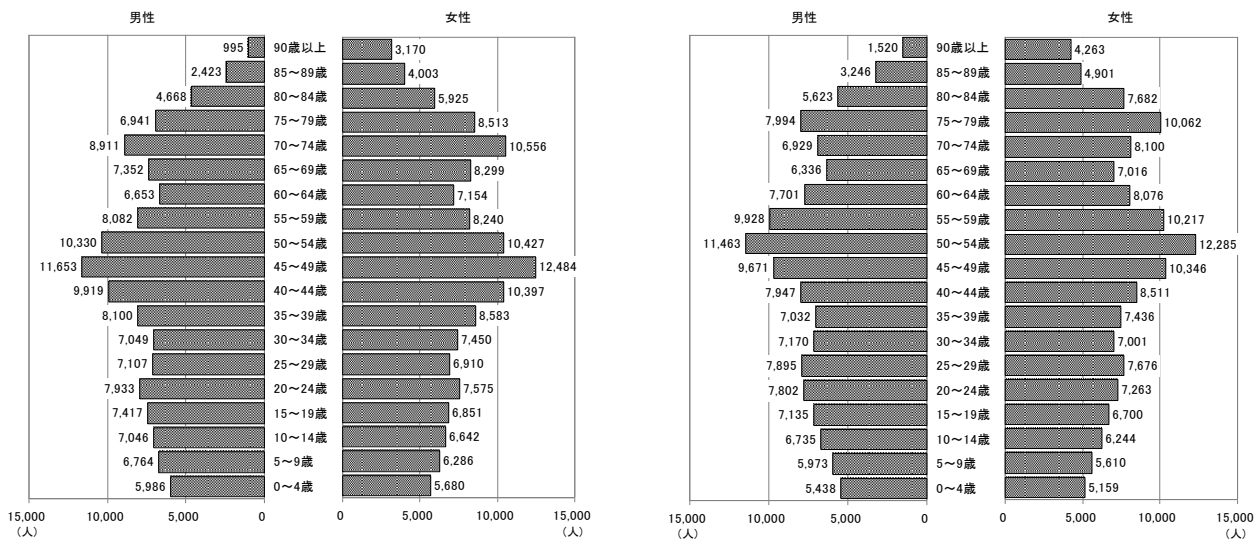 男性 女性
995 90歳以上 3,170
2,423 85～89歳 4,003
4,668 80～84歳 5,925
6,941 75～79歳 8,513
8,911 70～74歳 10,556
7,352 65～69歳 8,299
6,653 60～64歳 7,154
8,082 55～59歳 8,240
10,330 50～54歳 10,427
11,653 45～49歳 12,484
9,919 40～44歳 10,397
8,100 35～39歳 8,583
7,049 30～34歳 7,450
7,107 25～29歳 6,910
7,933 20～24歳 7,575
7,417 15～19歳 6,851
7,046 10～14歳 6,642
6,764 5～9歳 6,286
5,986 0～4歳 5,680
15,000 10,000 5,000 0 0 5,000 10,000 15,000
（人） （人）
男性 女性
1,520 90歳以上 4,263
3,246 85～89歳 4,901
5,623 80～84歳 7,682
7,994 75～79歳 10,062
6,929 70～74歳 8,100
6,336 65～69歳 7,016
7,701 60～64歳 8,076
9,928 55～59歳 10,217
11,463 50～54歳 12,285
9,671 45～49歳 10,346
7,947 40～44歳 8,511
7,032 35～39歳 7,436
7,170 30～34歳 7,001
7,895 25～29歳 7,676
7,802 20～24歳 7,263
7,135 15～19歳 6,700
6,735 10～14歳 6,244
5,973 5～9歳 5,610
5,438 0～4歳 5,159
15,000 10,000 5,000 0 0 5,000 10,000 15,000
（人） （人）